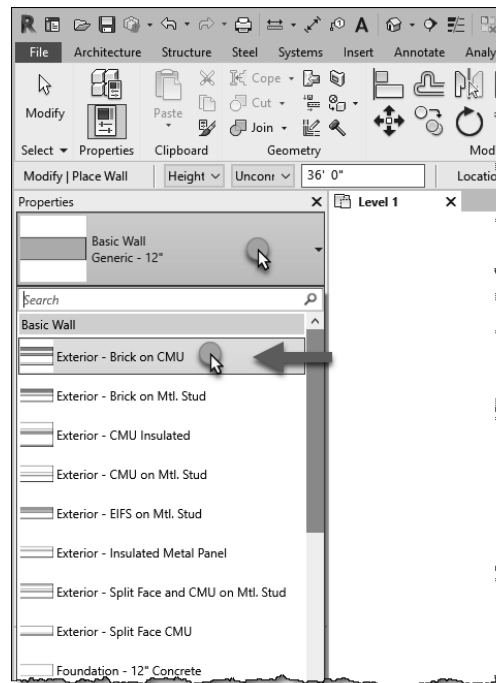 R A
File Architecture Structure Steel Systems Insert Annotate Analy
Modify Paste Cope Cut Join
Select Properties Clipboard Geometry Mod
Modify | Place Wall Height Unconr 36' 0" Locatio
Properties Level 1
Basic Wall
Generic - 12"
Search
Basic Wall
Exterior - Brick on CMU
Exterior - Brick on Mtl. Stud
Exterior - CMU Insulated
Exterior - CMU on Mtl. Stud
Exterior - EIFS on Mtl. Stud
Exterior - Insulated Metal Panel
Exterior - Split Face and CMU on Mtl. Stud
Exterior - Split Face CMU
Foundation - 12" Concrete